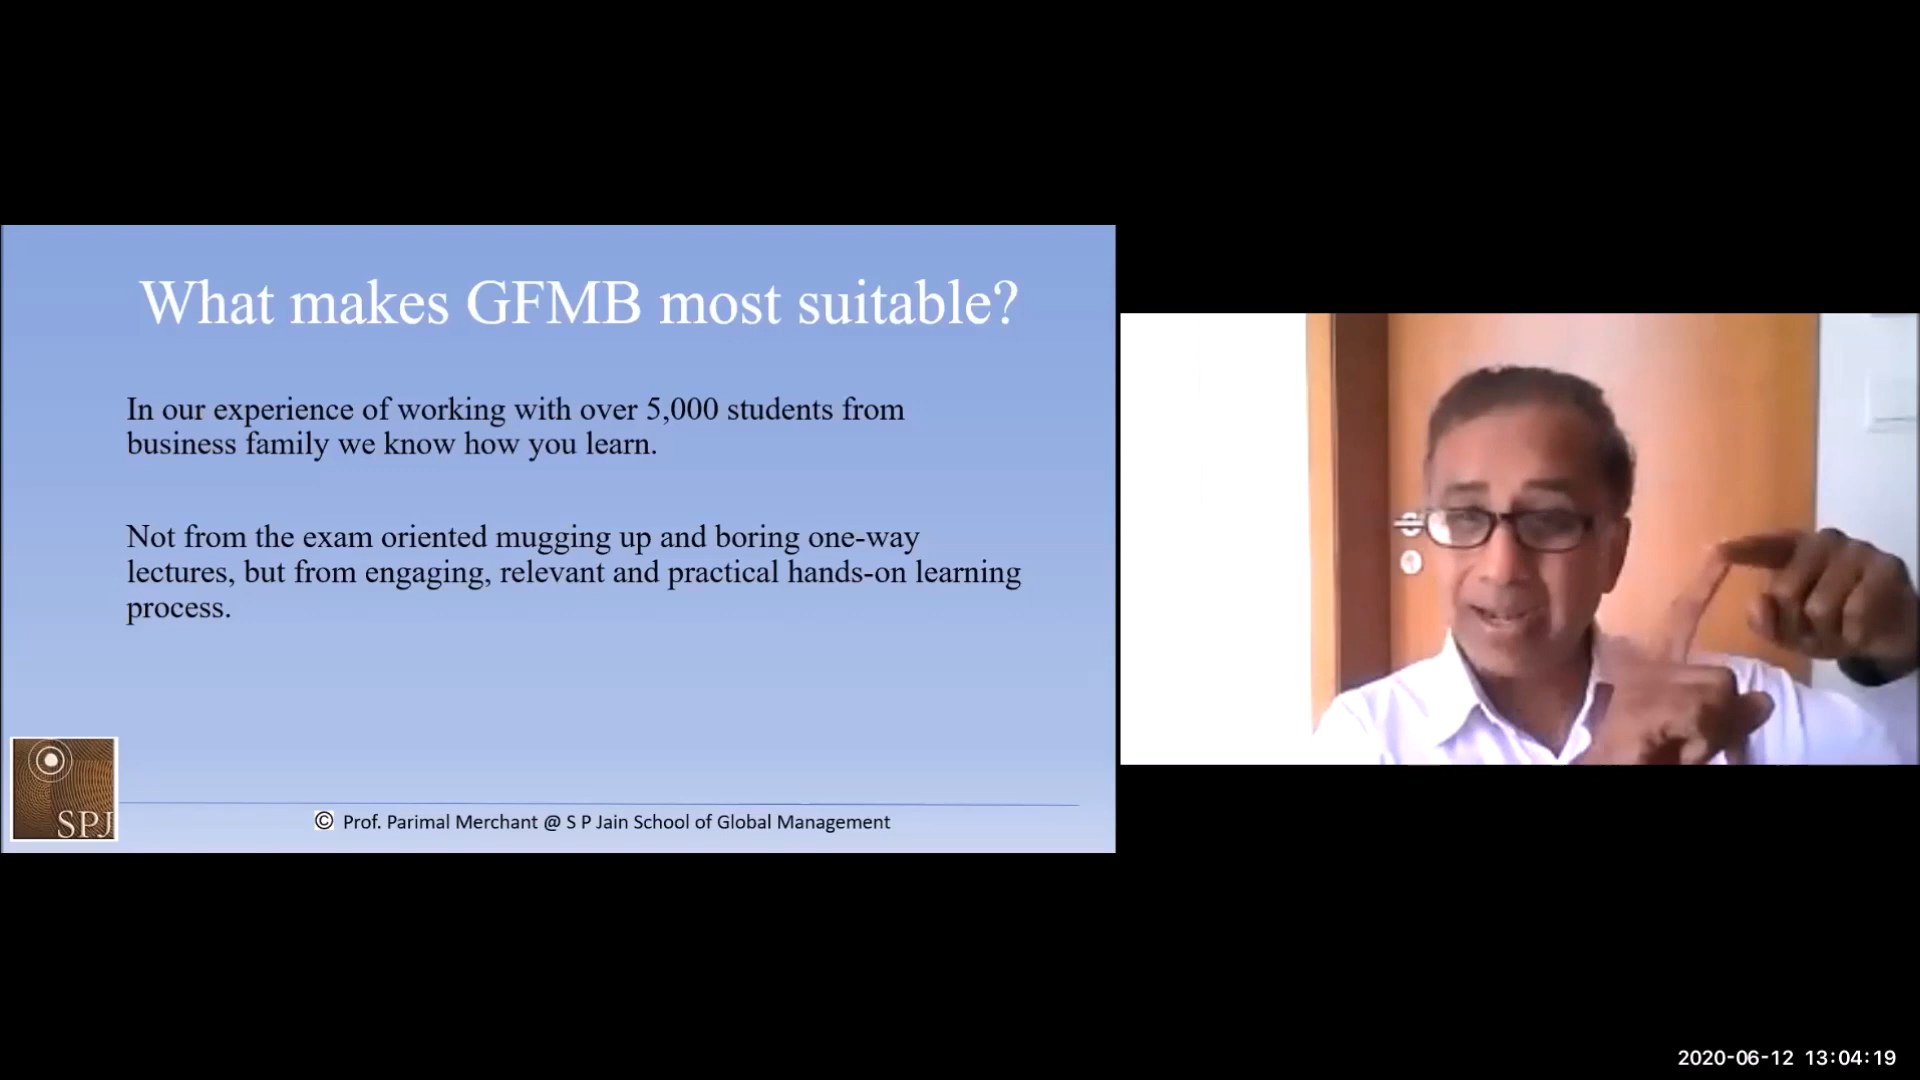 What makes GFMB most suitable?
In our experience of working with over 5,000 students from
business family we know how you learn.
Not from the exam oriented mugging up and boring one-way
lectures, but from engaging, relevant and practical hands-on learning
process.
SPJ
© Prof. Parimal Merchant @ S P Jain School of Global Management
2020-06-12 13:04:19